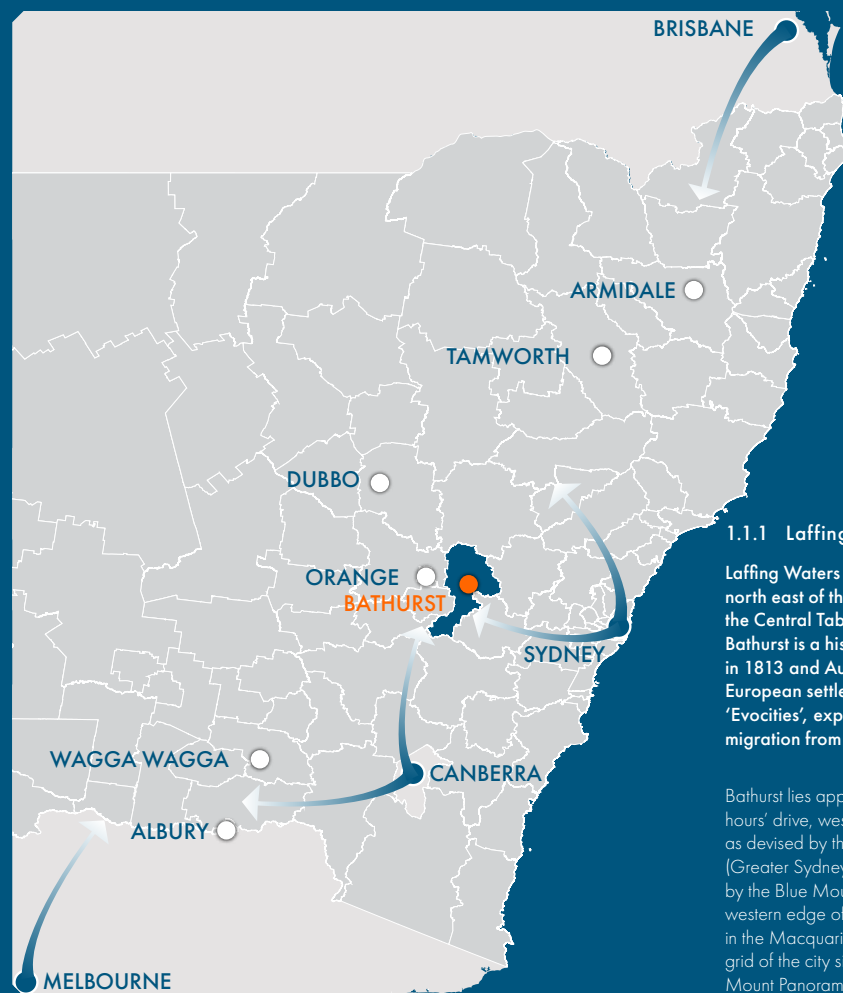 BRISBANE
ARMIDALE
TAMWORTH
DUBBO
ORANGE
BATHURST
SYDNEY
WAGGA WAGGA
CANBERRA
ALBURY
MELBOURNE
1.1.1 Laffing
Laffing Waters
north east of th
the Central Tab
Bathurst is a his
in 1813 and Au
European settle
‘Evocities’, exp
migration from
Bathurst lies app
hours’ drive, wes
as devised by th
(Greater Sydney
by the Blue Mou
western edge of
in the Macquari
grid of the city s
Mount Panoram